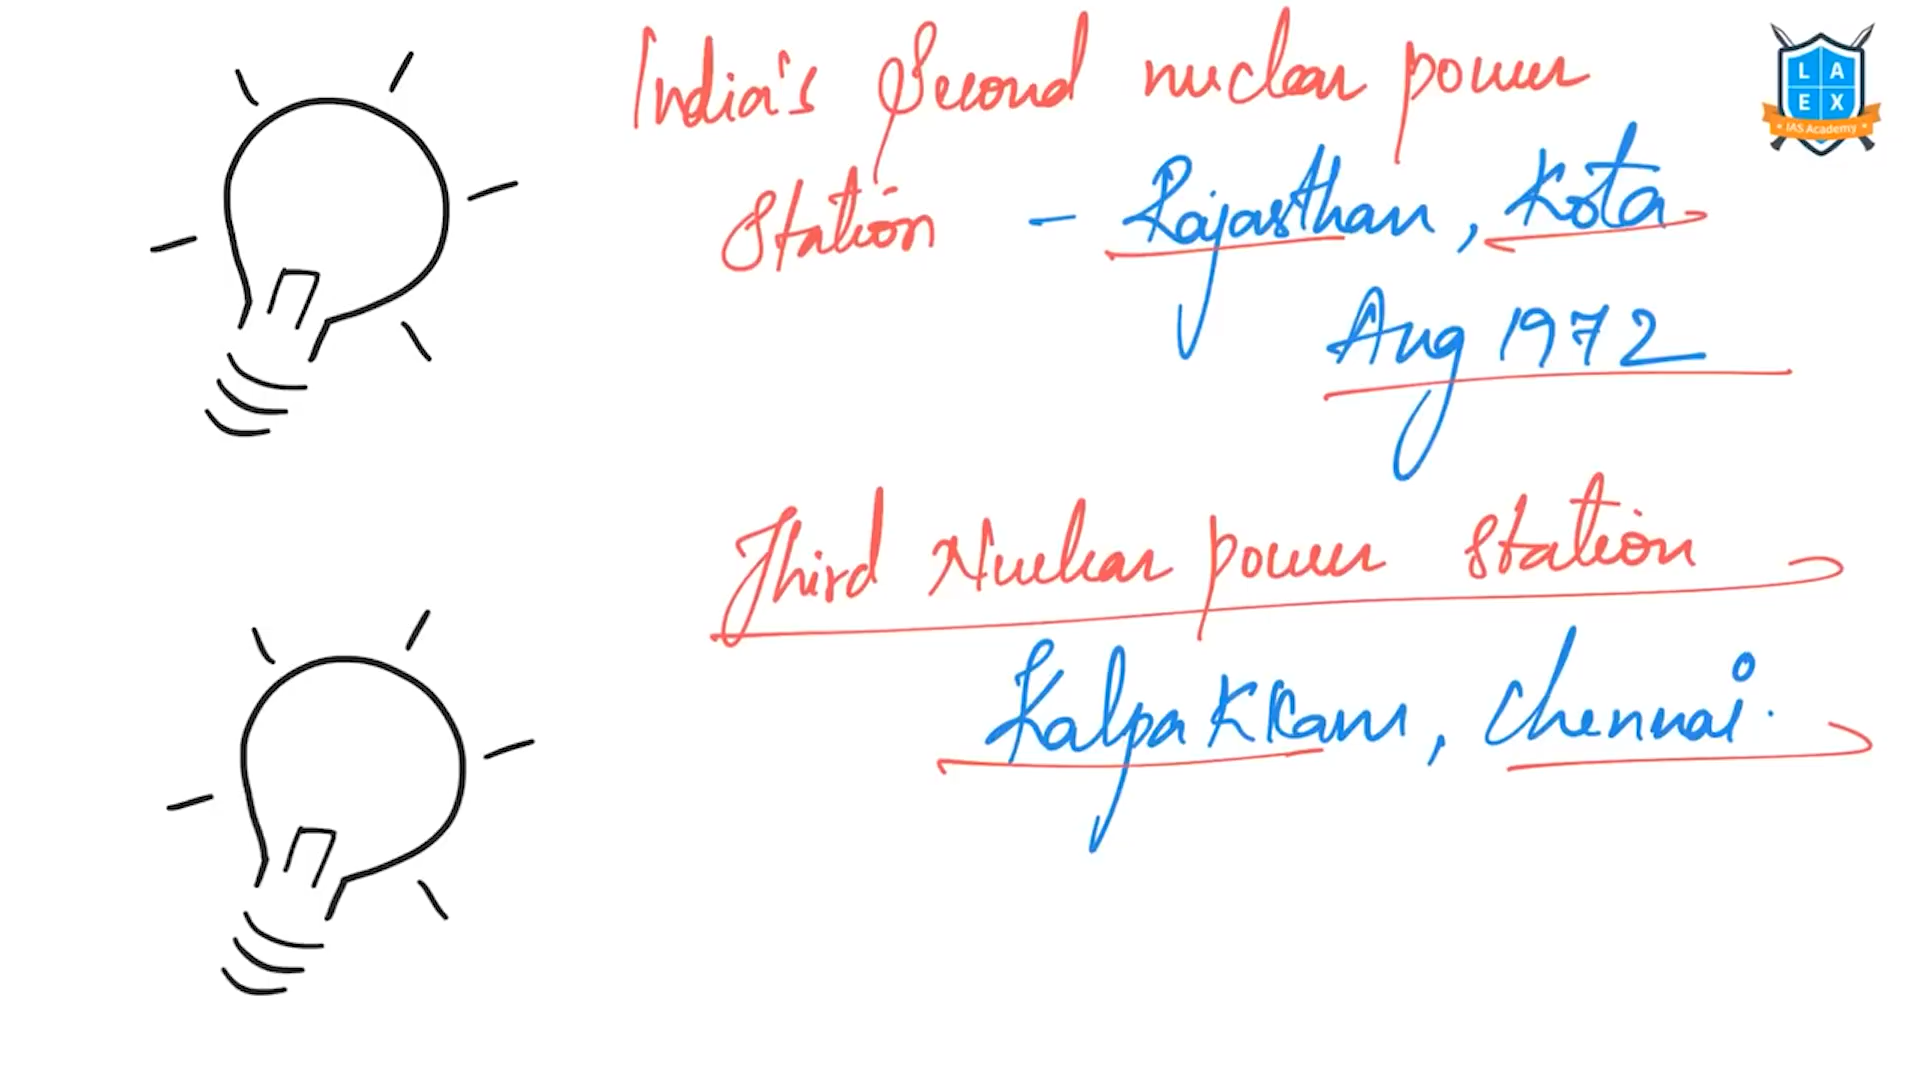 India's Second nuclear power
Station - Rajasthan, Kota
Aug 1972
Third Nuclear power station
Kalpakkam, Chennai.
L A
E X
IAS Academy